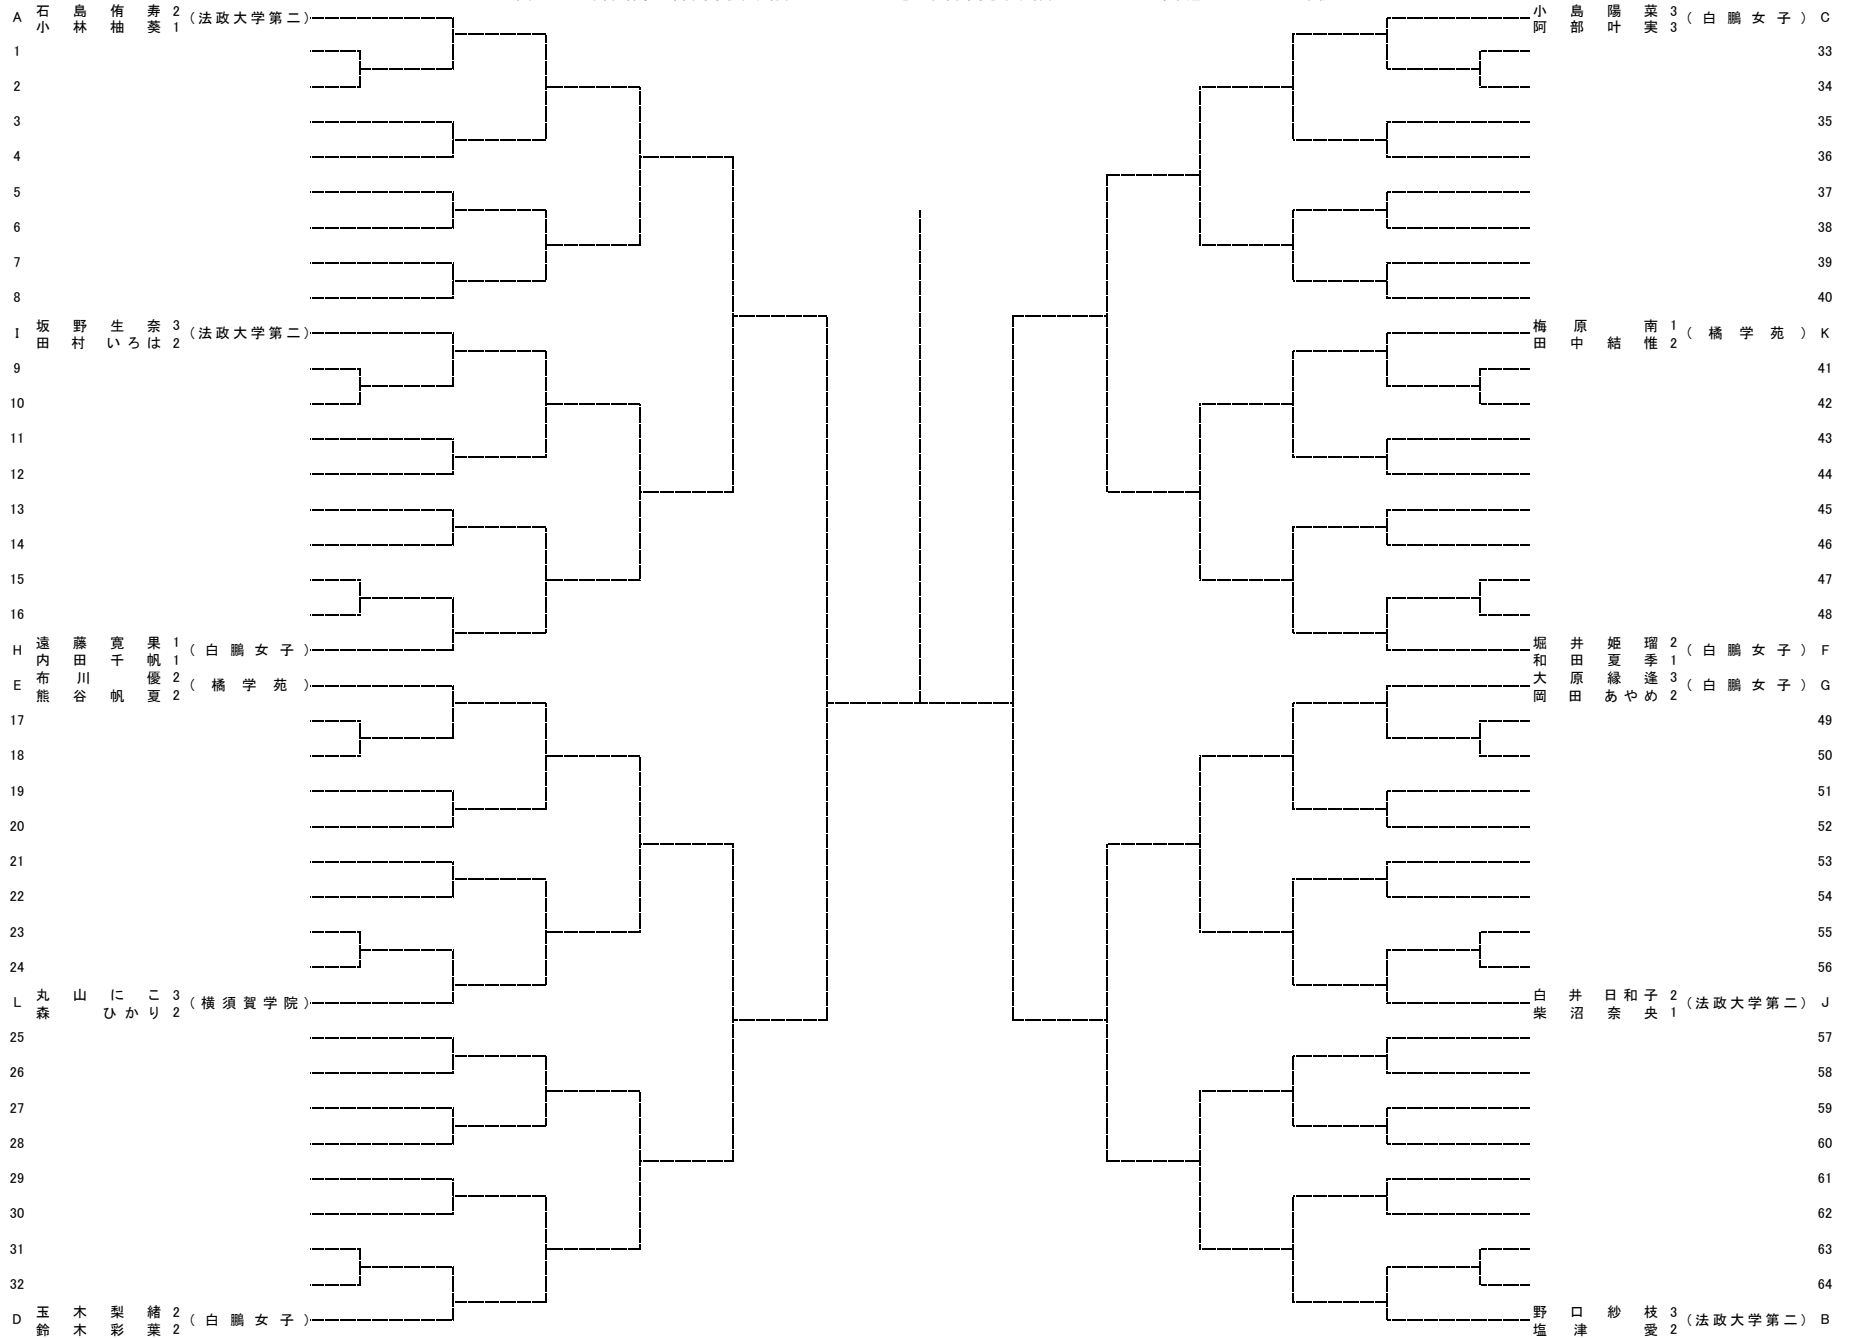 A 石島侑寿 2 (法政大学第二)
小林柚葵 1
1
2
3
4
5
6
7
8
I 坂野生奈 3 (法政大学第二)
田村いろは 2
9
10
11
12
13
14
15
16
H 遠藤寛果 1 (白鵬女子)
内田千帆 1
E 布川優 2 (橘学苑)
熊谷帆夏 2
17
18
19
20
21
22
23
24
L 丸山にこ 3 (横須賀学院)
森ひかり 2
25
26
27
28
29
30
31
32
D 玉木梨緒 2 (白鵬女子)
鈴木彩葉 2
小島陽菜 3 (白鵬女子) C
阿部叶実 3
33
34
35
36
37
38
39
40
梅原南 1 (橘学苑) K
田中結惟 2
41
42
43
44
45
46
47
48
堀井姫瑠 2 (白鵬女子) F
和田夏季 1
大原縁逢 3 (白鵬女子) G
岡田あやめ 2
49
50
51
52
53
54
55
56
白井日和子 2 (法政大学第二) J
柴沼奈央 1
57
58
59
60
61
62
63
64
野口紗枝 3 (法政大学第二) B
塩津愛 2